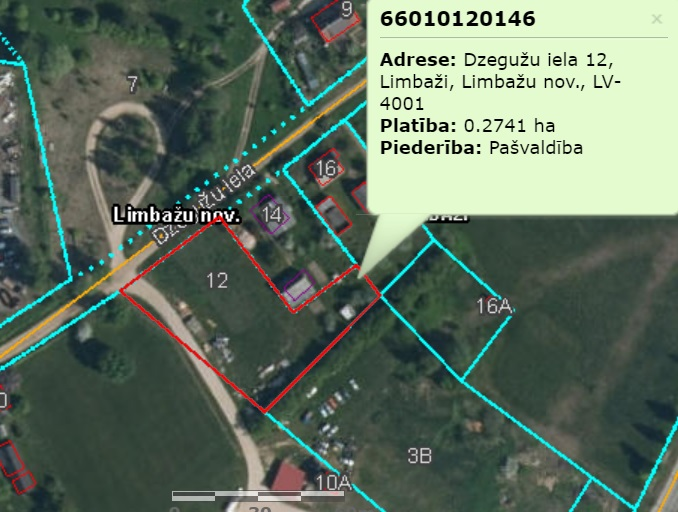 66010120146
×
Adrese: Dzegužu iela 12,
Limbaži, Limbažu nov., LV-
4001
Platība: 0.2741 ha
Piederība: Pašvaldība
9
7
16
Dzegužu iela
Limbažu nov.
14
12
16A
3B
10A